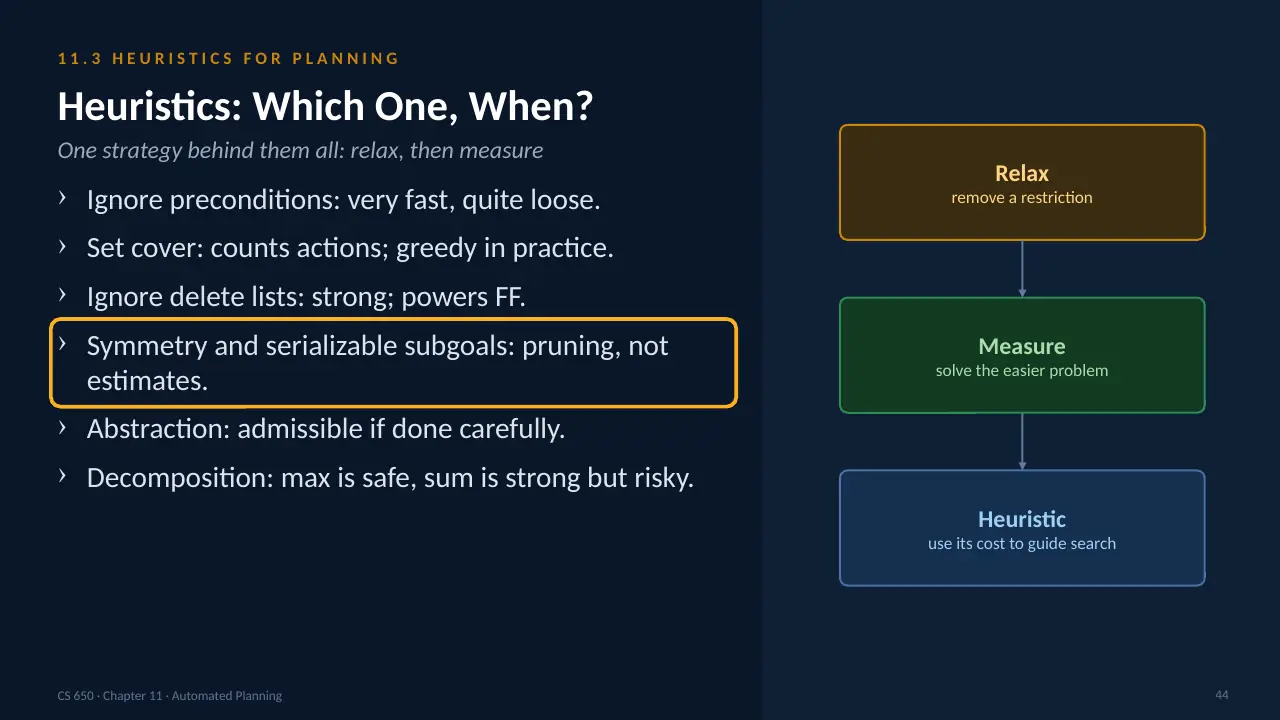 11.3 HEURISTICS FOR PLANNING
Heuristics: Which One, When?
One strategy behind them all: relax, then measure
› Ignore preconditions: very fast, quite loose.
› Set cover: counts actions; greedy in practice.
› Ignore delete lists: strong; powers FF.
› Symmetry and serializable subgoals: pruning, not
estimates.
› Abstraction: admissible if done carefully.
› Decomposition: max is safe, sum is strong but risky.
Relax
remove a restriction
Measure
solve the easier problem
Heuristic
use its cost to guide search
CS 650 · Chapter 11 · Automated Planning
44